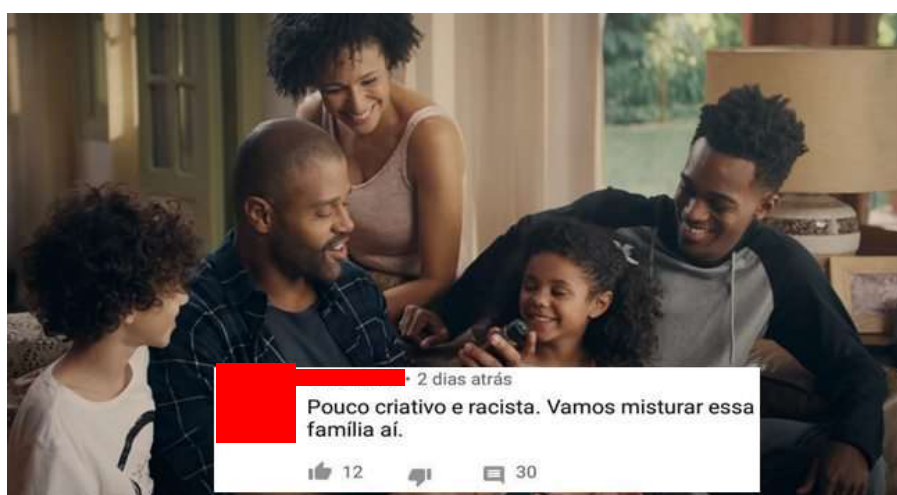 • 2 dias atrás
Pouco criativo e racista. Vamos misturar essa
família aí.
12 30